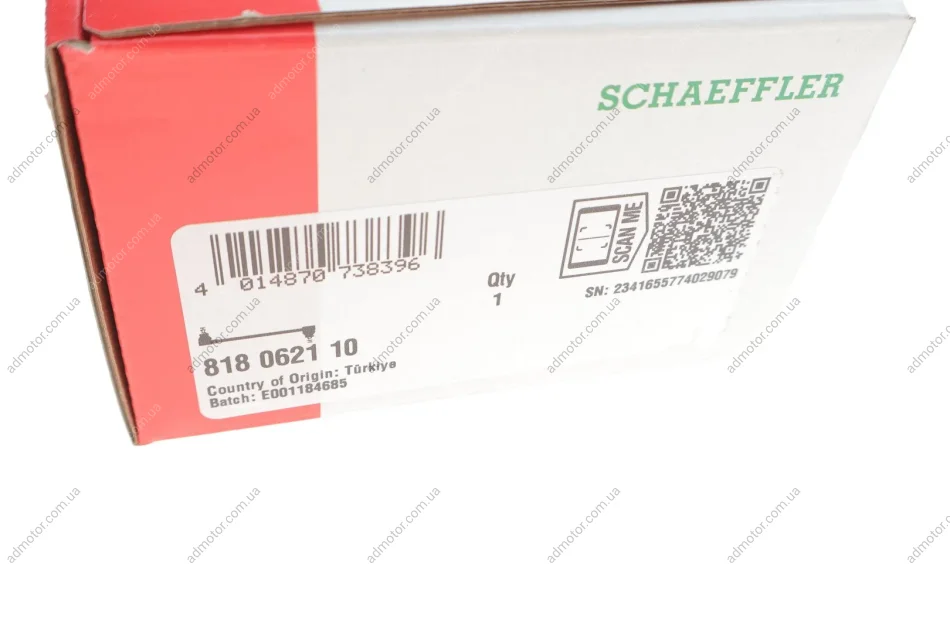 SCHAEFFLER
SCAN ME
SN: 2341655774029079
4 014870 738396
Qty
1
818 0621 10
Country of Origin: Türkiye
Batch: E001184685
admotor.com.ua